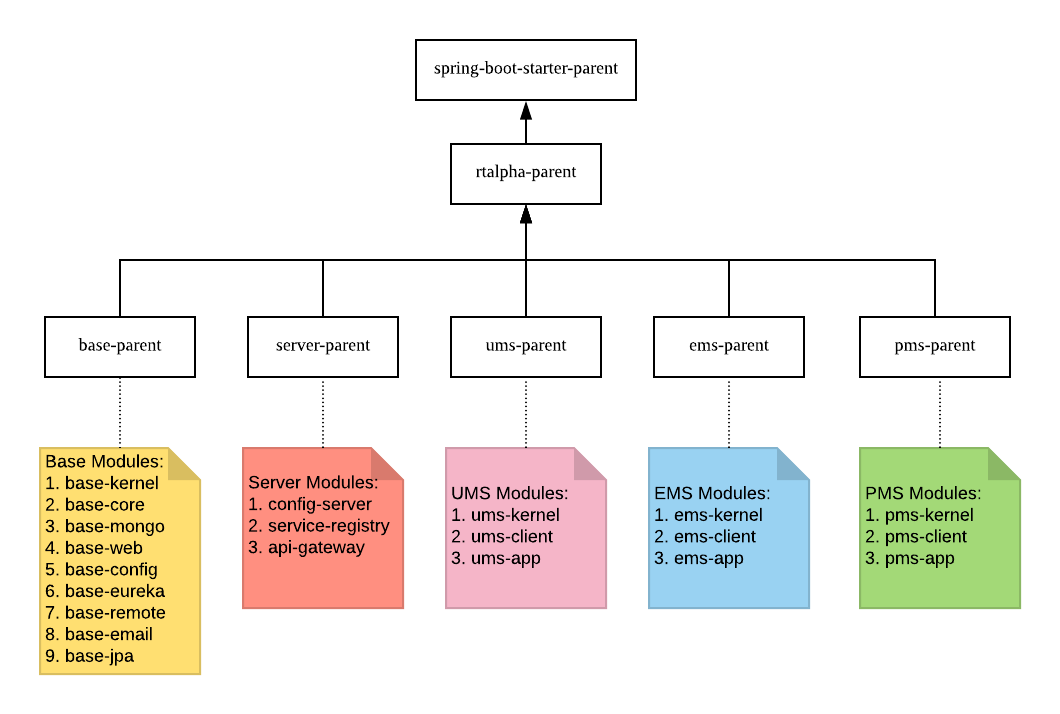 spring-boot-starter-parent
rtalpha-parent
base-parent
server-parent
ums-parent
ems-parent
pms-parent
Base Modules:
1. base-kernel
2. base-core
3. base-mongo
4. base-web
5. base-config
6. base-eureka
7. base-remote
8. base-email
9. base-jpa
Server Modules:
1. config-server
2. service-registry
3. api-gateway
UMS Modules:
1. ums-kernel
2. ums-client
3. ums-app
EMS Modules:
1. ems-kernel
2. ems-client
3. ems-app
PMS Modules:
1. pms-kernel
2. pms-client
3. pms-app